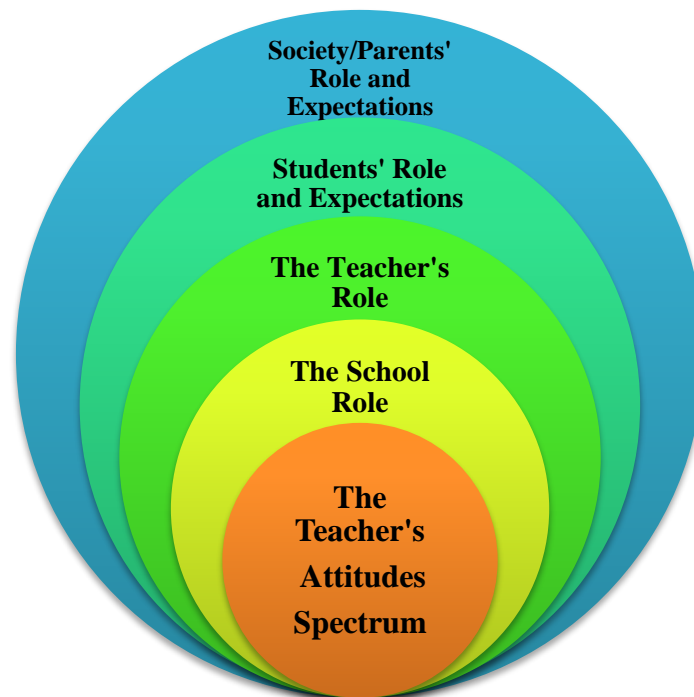 Society/Parents'
Role and
Expectations
Students' Role
and Expectations
The Teacher's
Role
The School
Role
The
Teacher's
Attitudes
Spectrum